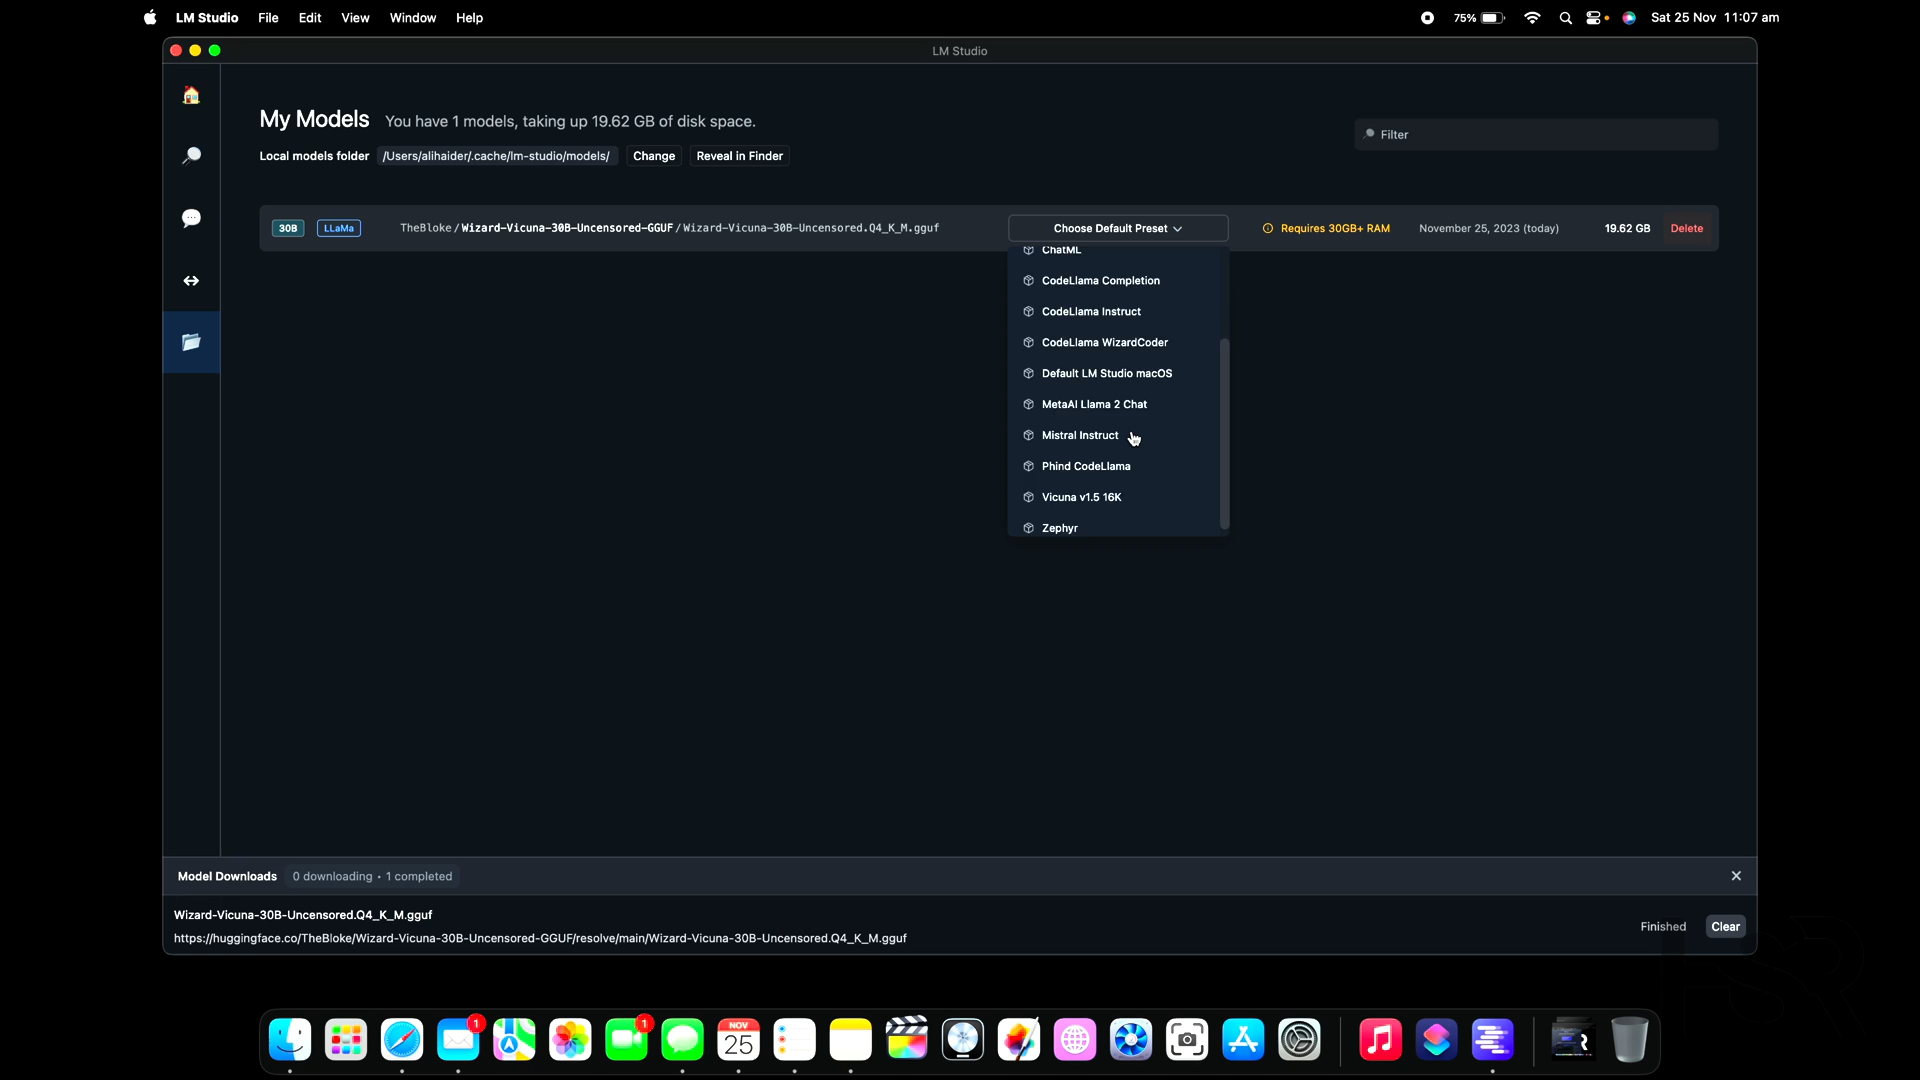 LM Studio File Edit View Window Help 75% Sat 25 Nov 11:07 am
LM Studio
My Models You have 1 models, taking up 19.62 GB of disk space.
Filter
Local models folder /Users/alihaider/.cache/lm-studio/models/ Change Reveal in Finder
30B LLaMa TheBloke/Wizard-Vicuna-30B-Uncensored-GGUF/Wizard-Vicuna-30B-Uncensored.Q4_K_M.gguf Choose Default Preset Requires 30GB+ RAM November 25, 2023 (today) 19.62 GB Delete
ChatML
CodeLlama Completion
CodeLlama Instruct
CodeLlama WizardCoder
Default LM Studio macOS
MetaAI Llama 2 Chat
Mistral Instruct
Phind CodeLlama
Vicuna v1.5 16K
Zephyr
Model Downloads 0 downloading • 1 completed
Wizard-Vicuna-30B-Uncensored.Q4_K_M.gguf
https://huggingface.co/TheBloke/Wizard-Vicuna-30B-Uncensored-GGUF/resolve/main/Wizard-Vicuna-30B-Uncensored.Q4_K_M.gguf
Finished Clear
1 1 NOV
25